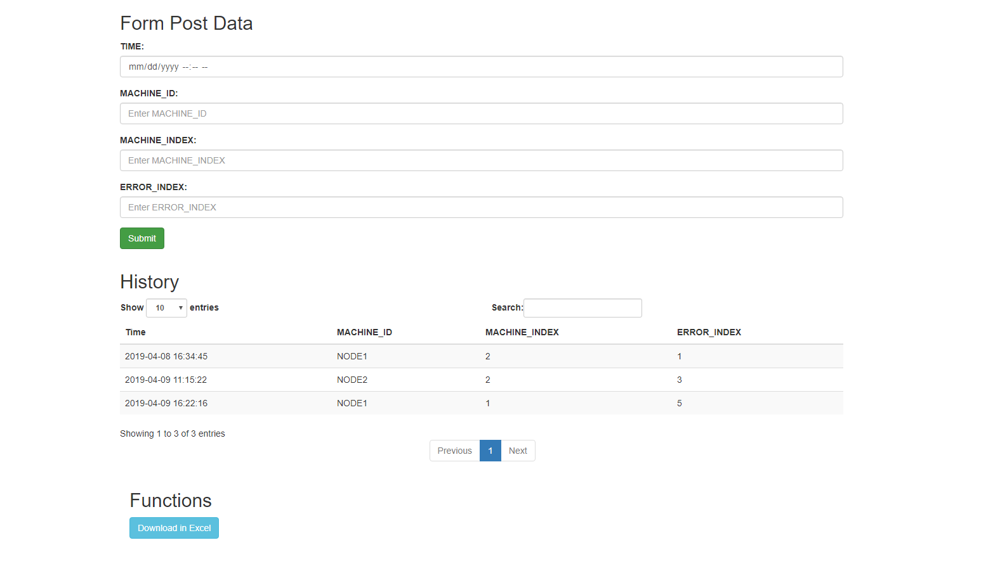 Form Post Data
TIME:
mm/dd/yyyy --:-- --
MACHINE_ID:
Enter MACHINE_ID
MACHINE_INDEX:
Enter MACHINE_INDEX
ERROR_INDEX:
Enter ERROR_INDEX
Submit
History
Show 10 entries Search:
Time MACHINE_ID MACHINE_INDEX ERROR_INDEX
2019-04-08 16:34:45 NODE1 2 1
2019-04-09 11:15:22 NODE2 2 3
2019-04-09 16:22:16 NODE1 1 5
Showing 1 to 3 of 3 entries
Previous 1 Next
Functions
Download in Excel